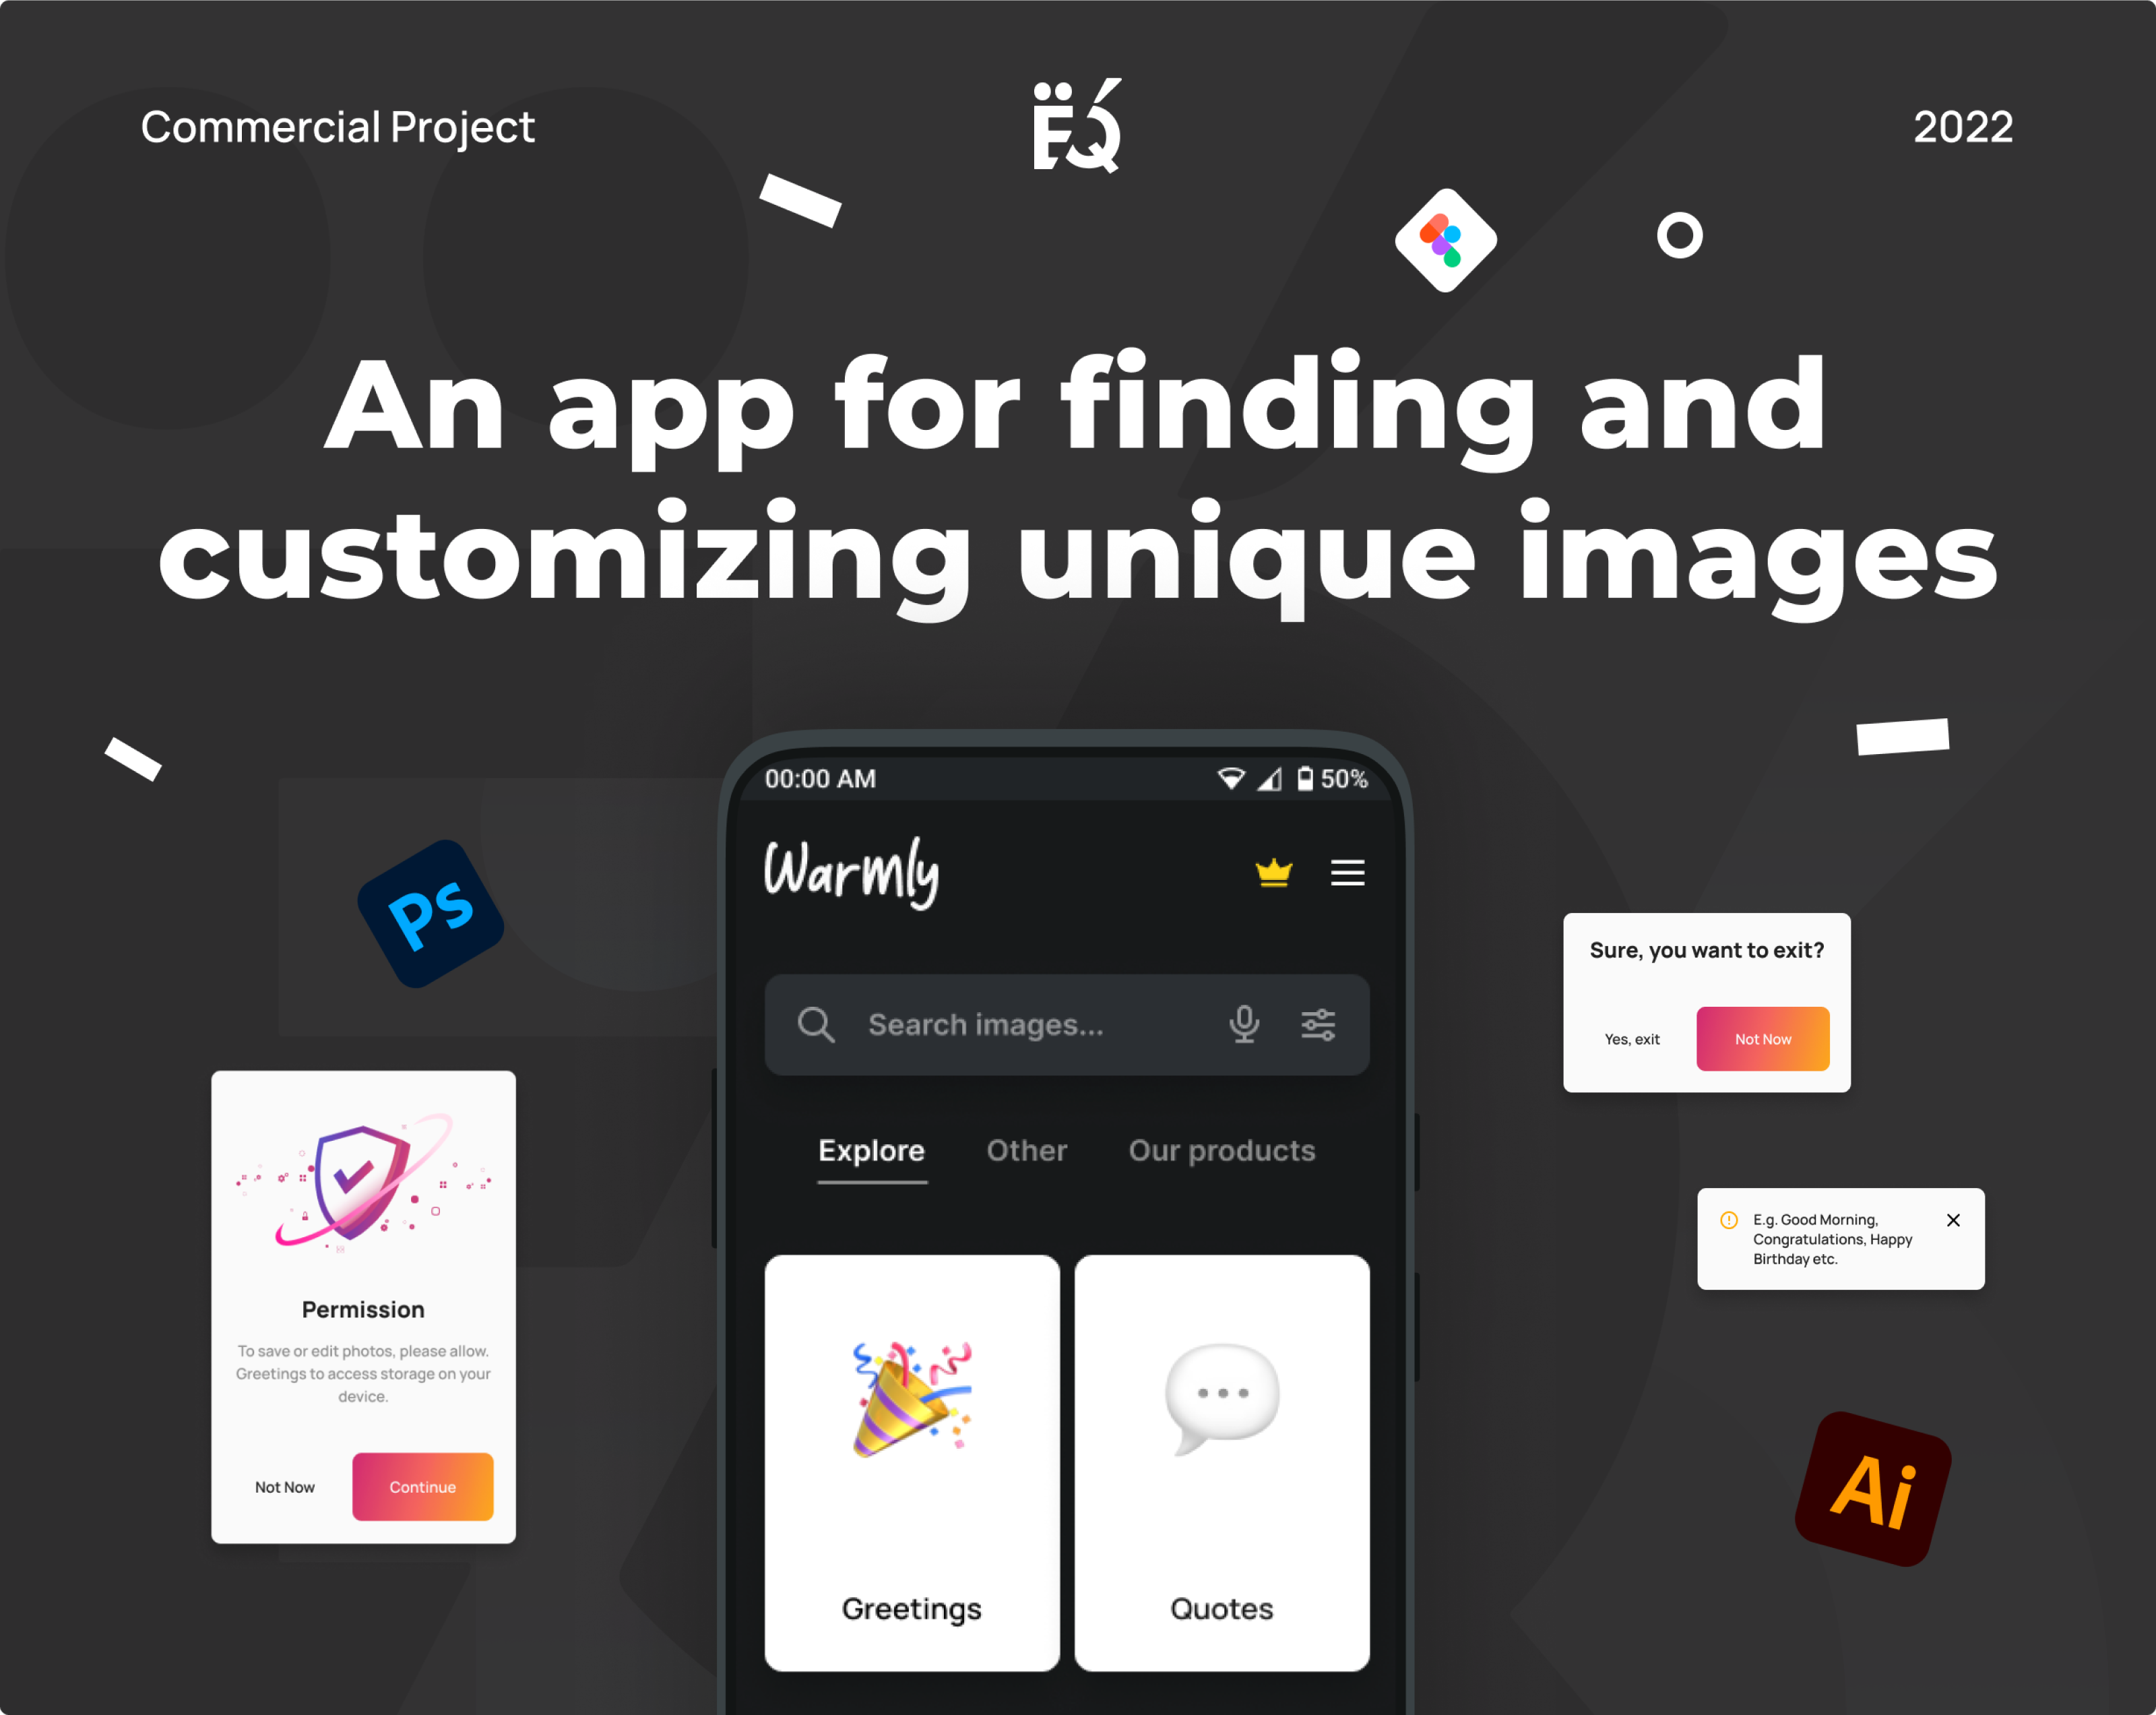 Commercial Project
ËQ́
2022
An app for finding and
customizing unique images
00:00 AM
50%
Warmly
Ps
Search images...
Sure, you want to exit?
Yes, exit
Not Now
Explore
Other
Our products
E.g. Good Morning,
Congratulations, Happy
Birthday etc.
Permission
To save or edit photos, please allow.
Greetings to access storage on your
device.
Not Now
Continue
Ai
Greetings
Quotes